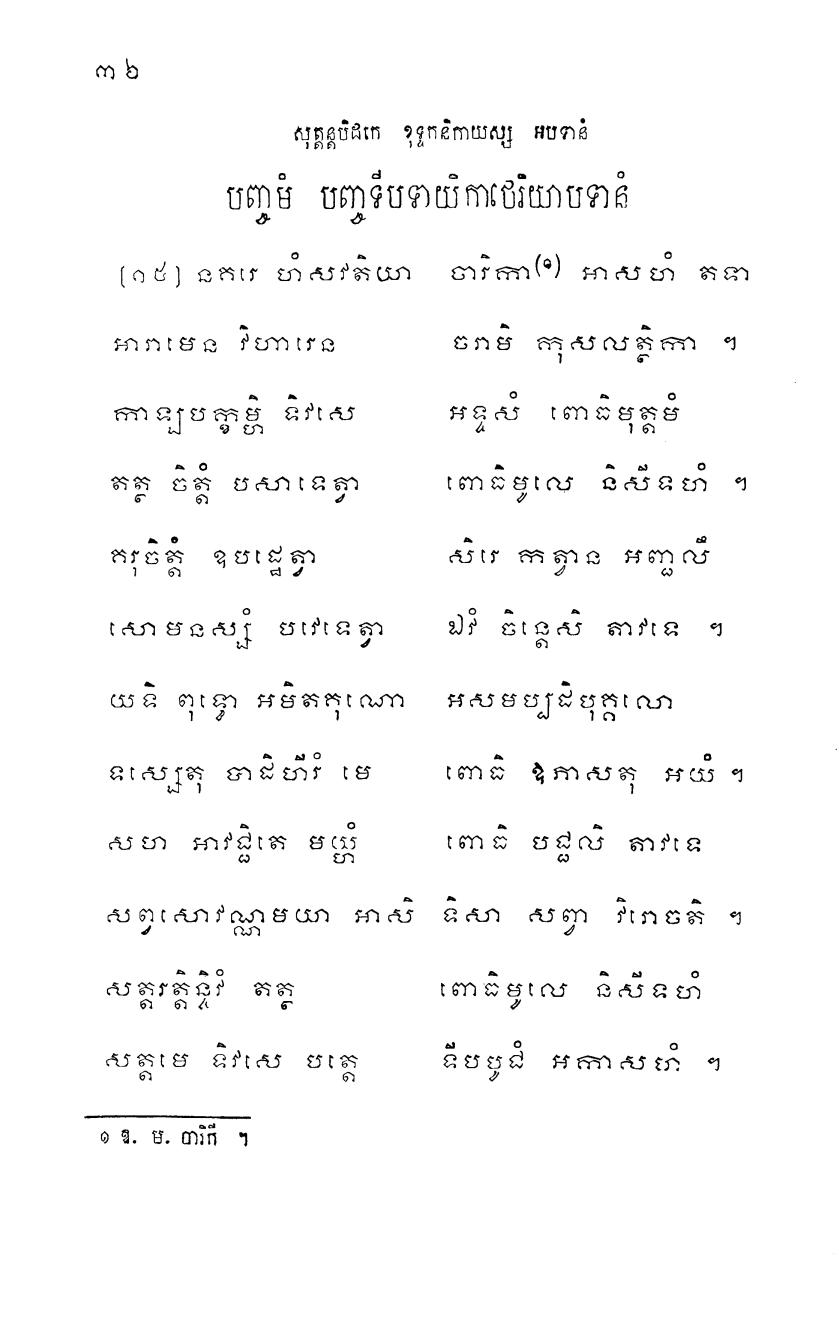 ៣៦
សុត្តន្តបិដកេ ខុទ្ទកនិកាយស្ស អបទានំ
បញ្ចមំ បញ្ចទីបទាយិកាថេរិយាបទានំ
[១៥] នគរេ ហំសវតិយា ចារិកា(១) អាសហំ តទា
អារាមេន វិហារេន ចរាមិ កុសលត្ថិកា ។
កាឡបក្ខម្ហិ ទិវសេ អទ្ទសំ ពោធិមុត្តមំ
តត្ថ ចិត្តំ បសាទេត្វា ពោធិមូលេ និសីទហំ ។
គរុចិត្តំ ឧបដ្ឋេត្វា សិរេ កត្វាន អញ្ជលឹ
សោមនស្សំ បវេទេត្វា ឯវំ ចិន្តេសិ តាវទេ ។
យទិ ពុទ្ធោ អមិតគុណោ អសមប្បដិបុគ្គលោ
ទស្សេតុ បាដិហីរំ មេ ពោធិ ឱភាសតុ អយំ ។
សហ អាវជ្ជិតេ មយ្ហំ ពោធិ បជ្ជលិ តាវទេ
សព្វសោវណ្ណមយា អាសិ ទិសា សព្វា វិរោចតិ ។
សត្តរត្តិន្ទិវំ តត្ថ ពោធិមូលេ និសីទហំ
សត្តមេ ទិវសេ បត្តេ ទីបបូជំ អកាសហំ ។
១ ឱ. ម. ចារិកី ។